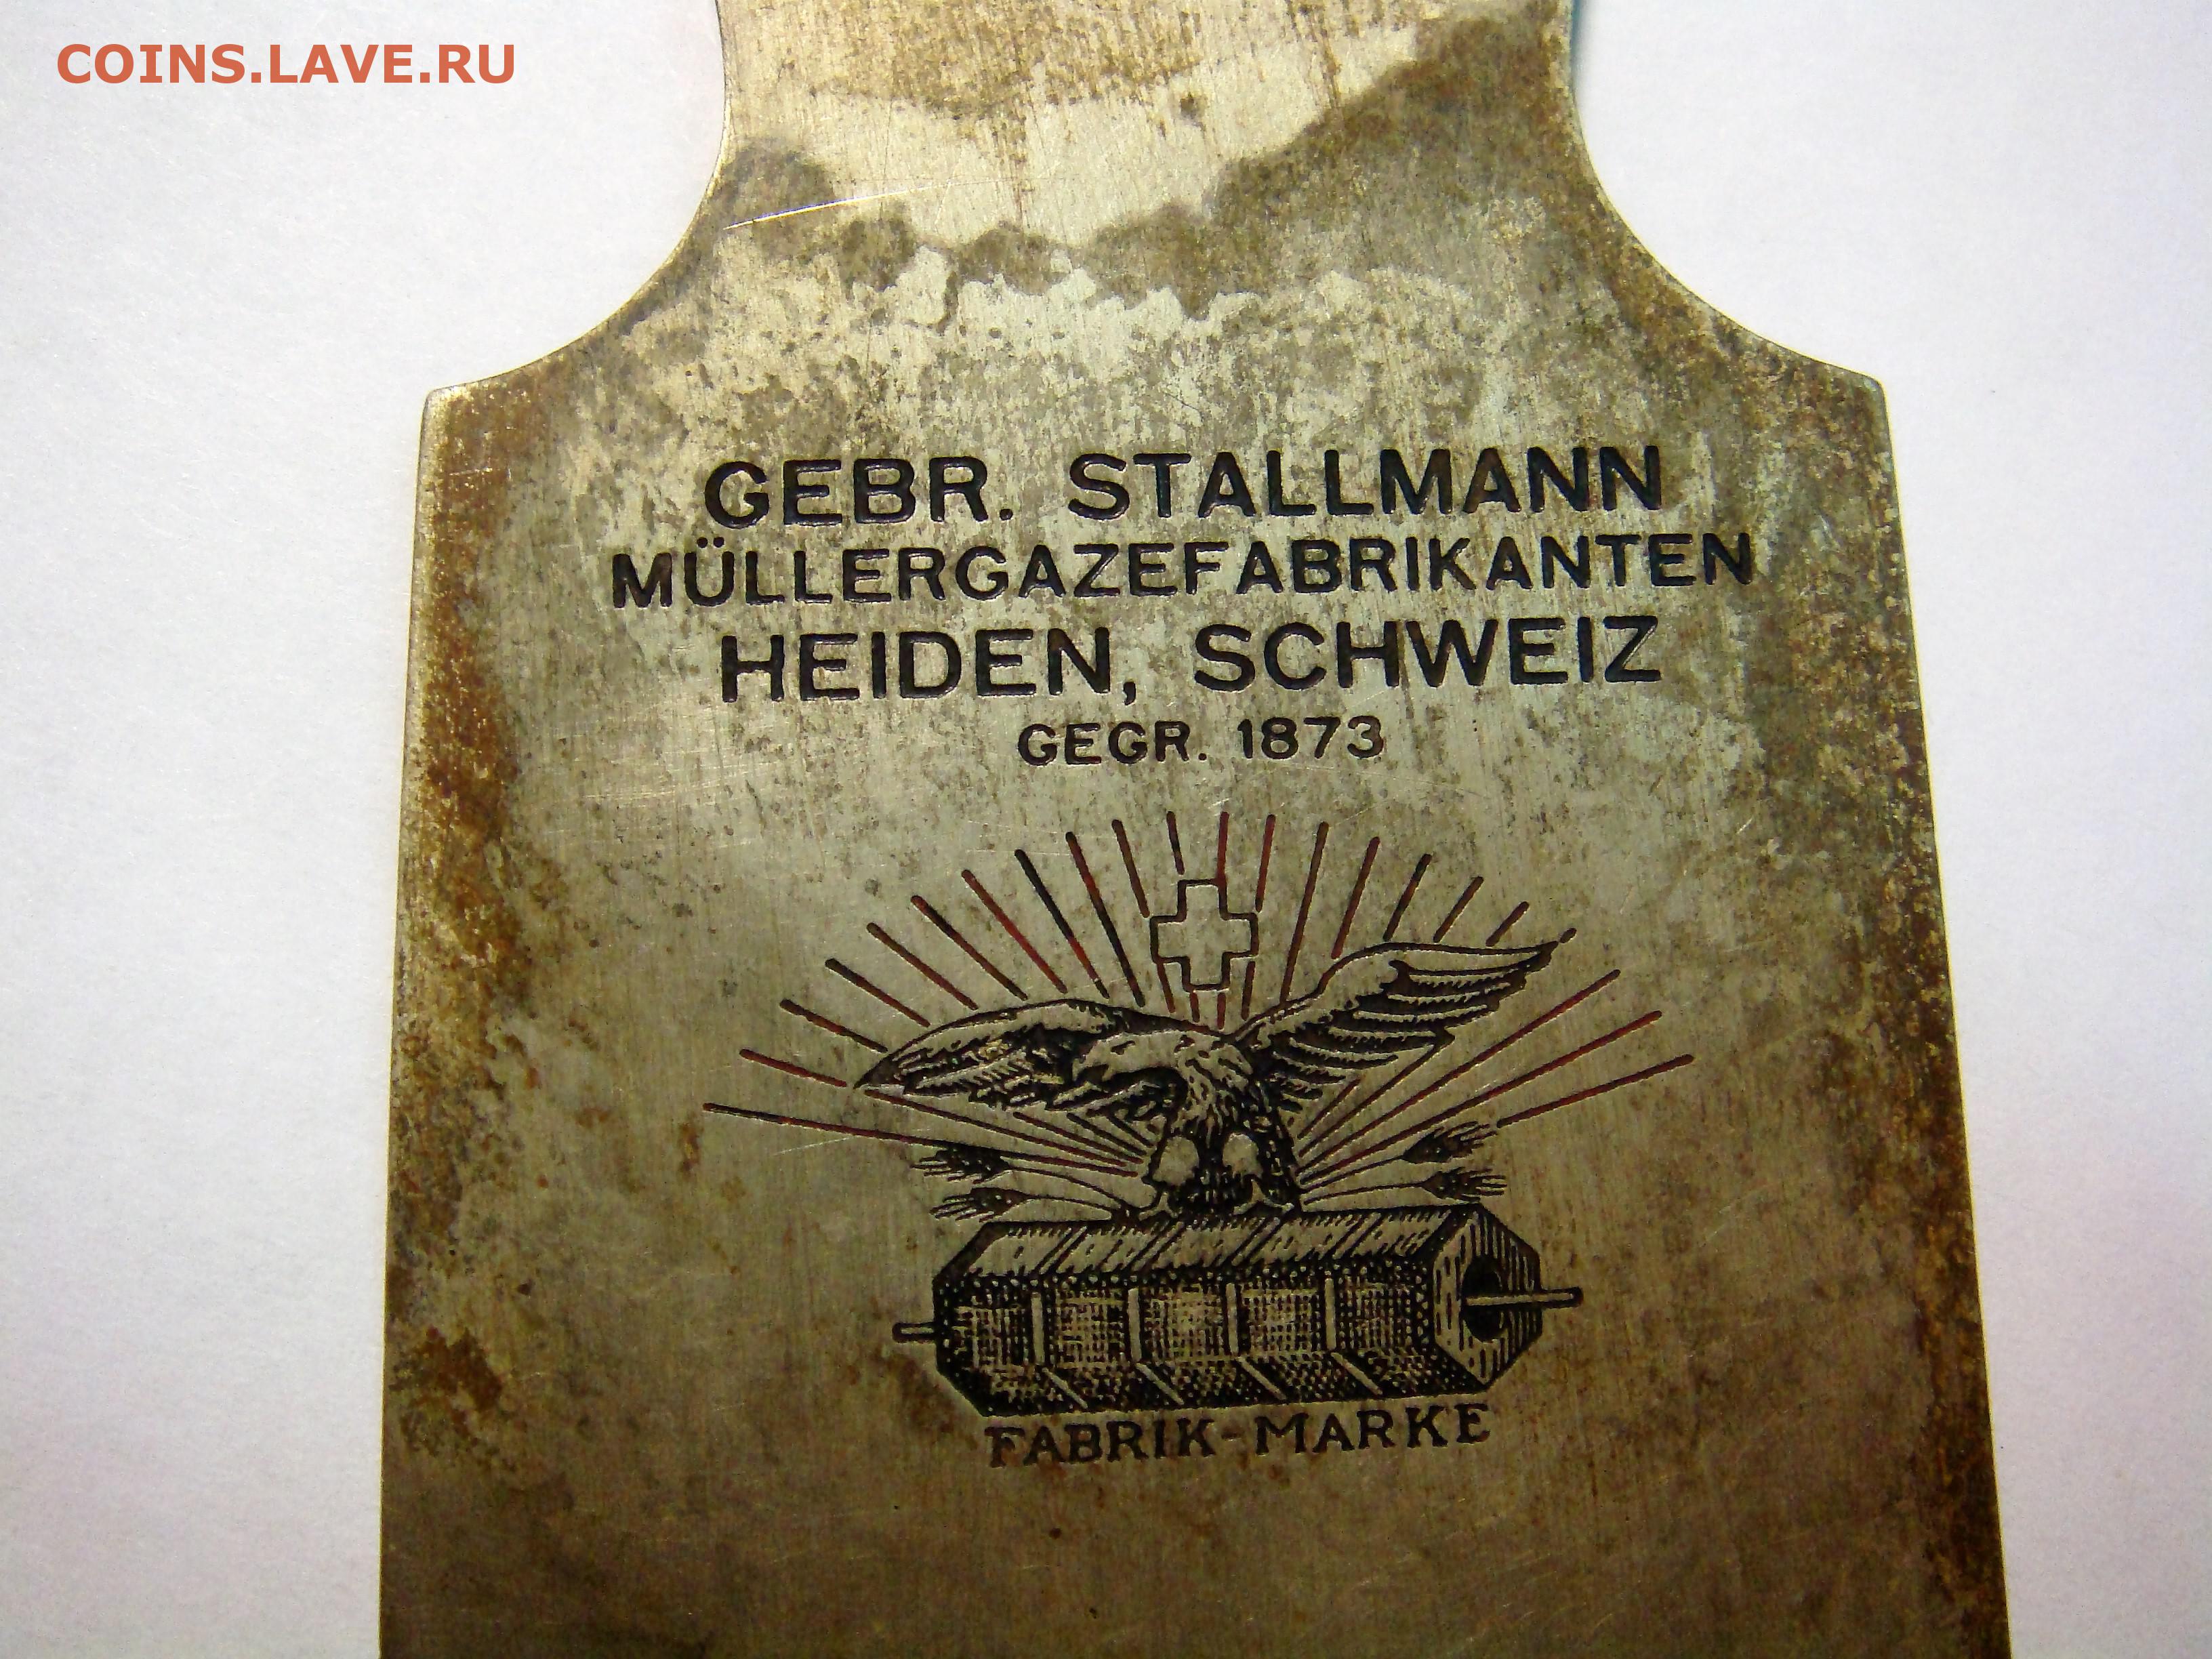 COINS.LAVE.RU
GEBR. STALLMANN
MÜLLERGAZEFABRIKANTEN
HEIDEN, SCHWEIZ
GEGR. 1873
FABRIK-MARKE